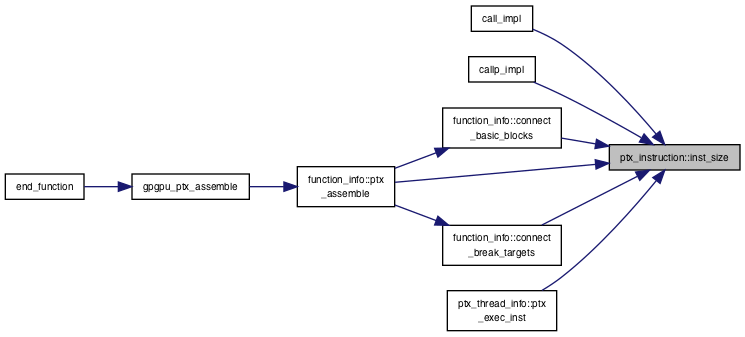 call_impl
callp_impl
function_info::connect
_basic_blocks
ptx_instruction::inst_size
end_function
gpgpu_ptx_assemble
function_info::ptx
_assemble
function_info::connect
_break_targets
ptx_thread_info::ptx
_exec_inst